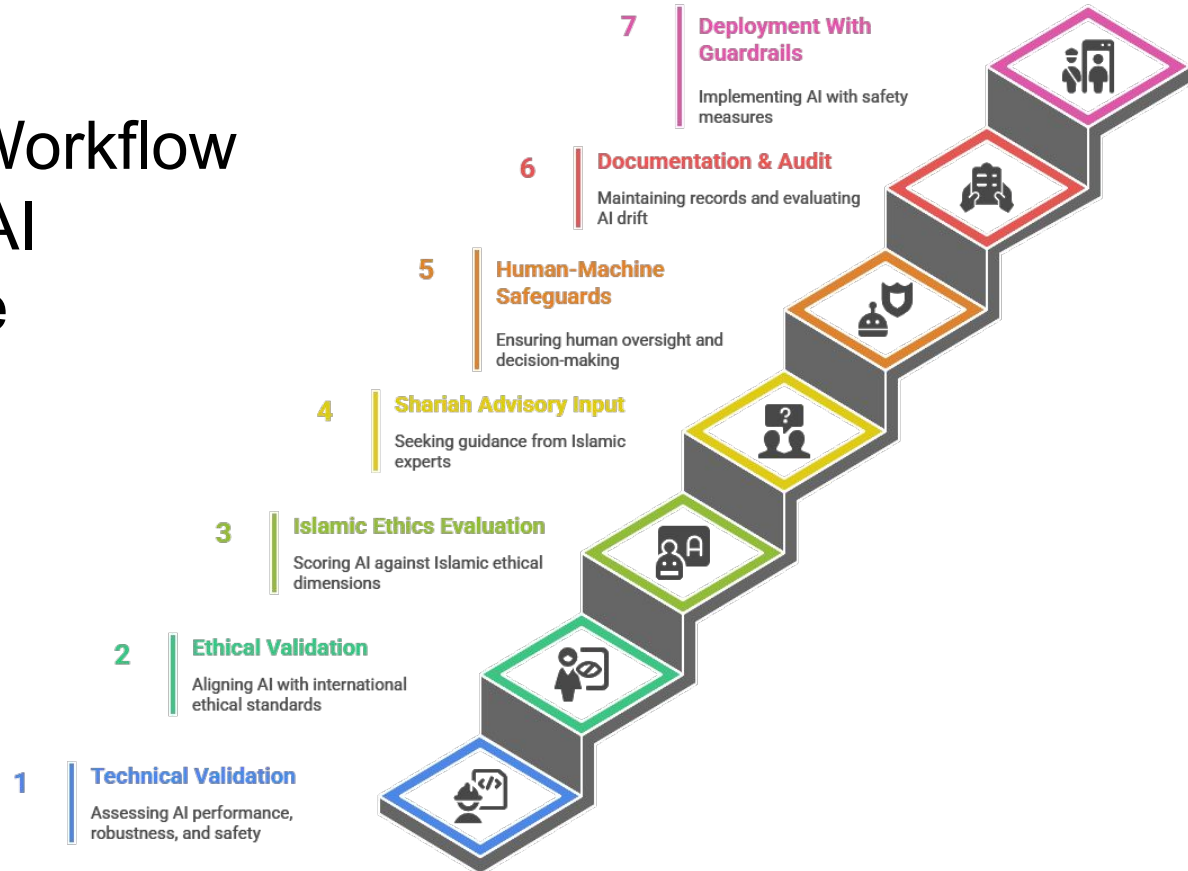 Workflow
AI
7
Deployment With
Guardrails
Implementing AI with safety
measures
6
Documentation & Audit
Maintaining records and evaluating
AI drift
5
Human-Machine
Safeguards
Ensuring human oversight and
decision-making
4
Shariah Advisory Input
Seeking guidance from Islamic
experts
?
3
Islamic Ethics Evaluation
Scoring AI against Islamic ethical
dimensions
A
2
Ethical Validation
Aligning AI with international
ethical standards
1
Technical Validation
Assessing AI performance,
robustness, and safety
</>